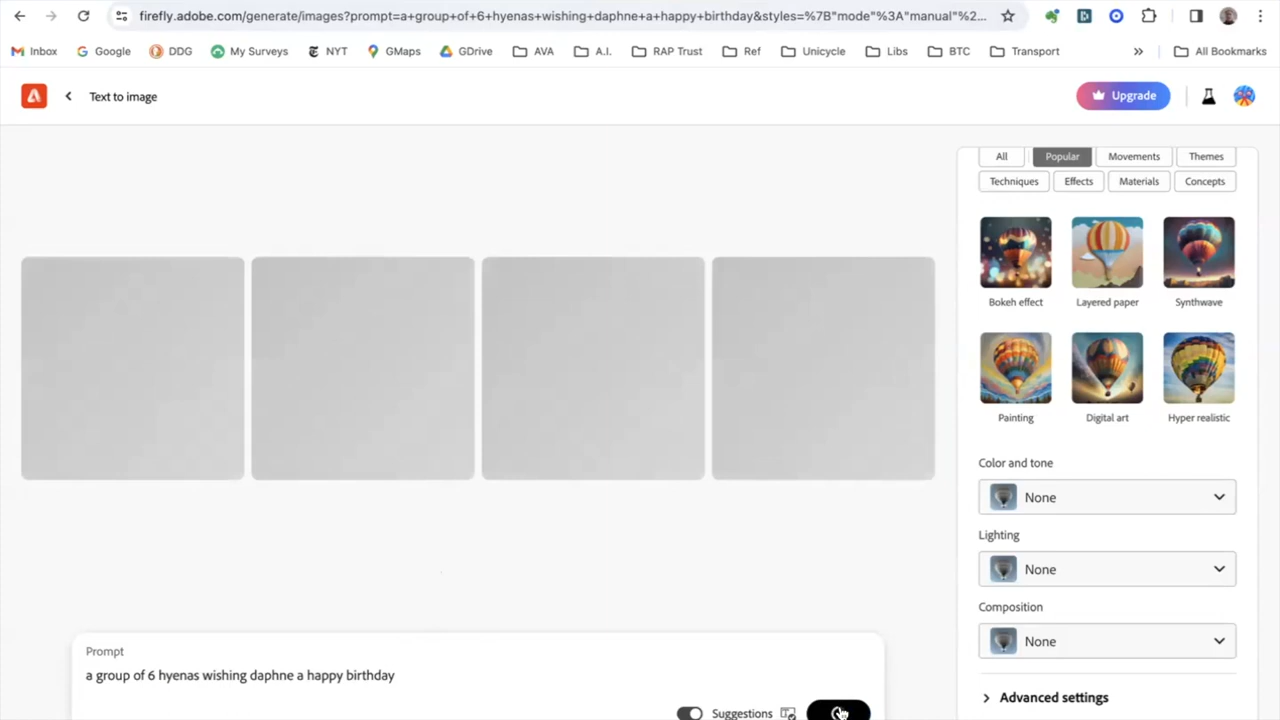 firefly.adobe.com/generate/images?prompt=a+group+of+6+hyenas+wishing+daphne+a+happy+birthday&styles=%7B"mode"%3A"manual"%2...
Inbox Google DDG My Surveys NYT GMaps GDrive AVA A.I. RAP Trust Ref Unicycle Libs BTC Transport » All Bookmarks
Text to image
Upgrade
All Popular Movements Themes
Techniques Effects Materials Concepts
Bokeh effect Layered paper Synthwave
Painting Digital art Hyper realistic
Color and tone
None
Lighting
None
Composition
None
Advanced settings
Prompt
a group of 6 hyenas wishing daphne a happy birthday
Suggestions